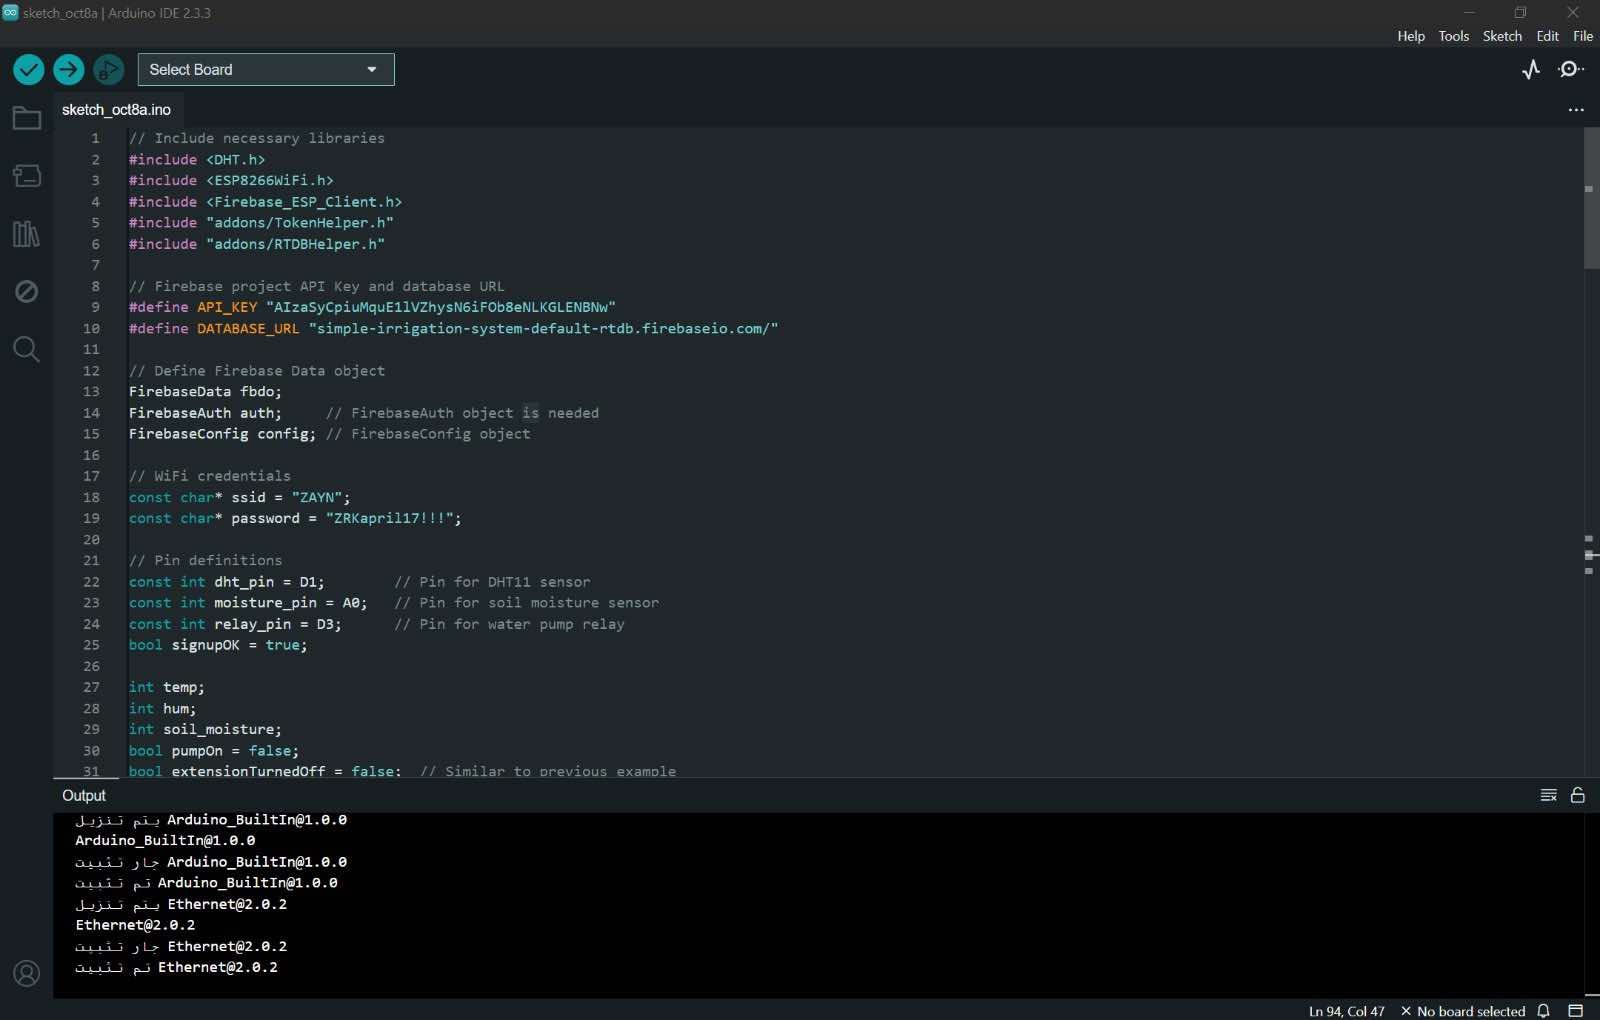 sketch_oct8a | Arduino IDE 2.3.3
Help Tools Sketch Edit File
Select Board
sketch_oct8a.ino
1 // Include necessary libraries
2 #include <DHT.h>
3 #include <ESP8266WiFi.h>
4 #include <Firebase_ESP_Client.h>
5 #include "addons/TokenHelper.h"
6 #include "addons/RTDBHelper.h"
7
8 // Firebase project API Key and database URL
9 #define API_KEY "AIzaSyCpiuMquE1lVZhysN6iFOb8eNLKGLENBNw"
10 #define DATABASE_URL "simple-irrigation-system-default-rtdb.firebaseio.com/"
11
12 // Define Firebase Data object
13 FirebaseData fbdo;
14 FirebaseAuth auth; // FirebaseAuth object is needed
15 FirebaseConfig config; // FirebaseConfig object
16
17 // WiFi credentials
18 const char* ssid = "ZAYN";
19 const char* password = "ZRKapril17!!!";
20
21 // Pin definitions
22 const int dht_pin = D1; // Pin for DHT11 sensor
23 const int moisture_pin = A0; // Pin for soil moisture sensor
24 const int relay_pin = D3; // Pin for water pump relay
25 bool signupOK = true;
26
27 int temp;
28 int hum;
29 int soil_moisture;
30 bool pumpOn = false;
31 bool extensionTurnedOff = false; // Similar to previous example
Output
يتم تنزيل Arduino_BuiltIn@1.0.0
Arduino_BuiltIn@1.0.0
جار تثبيت Arduino_BuiltIn@1.0.0
تم تثبيت Arduino_BuiltIn@1.0.0
يتم تنزيل Ethernet@2.0.2
Ethernet@2.0.2
جار تثبيت Ethernet@2.0.2
تم تثبيت Ethernet@2.0.2
Ln 94, Col 47 × No board selected